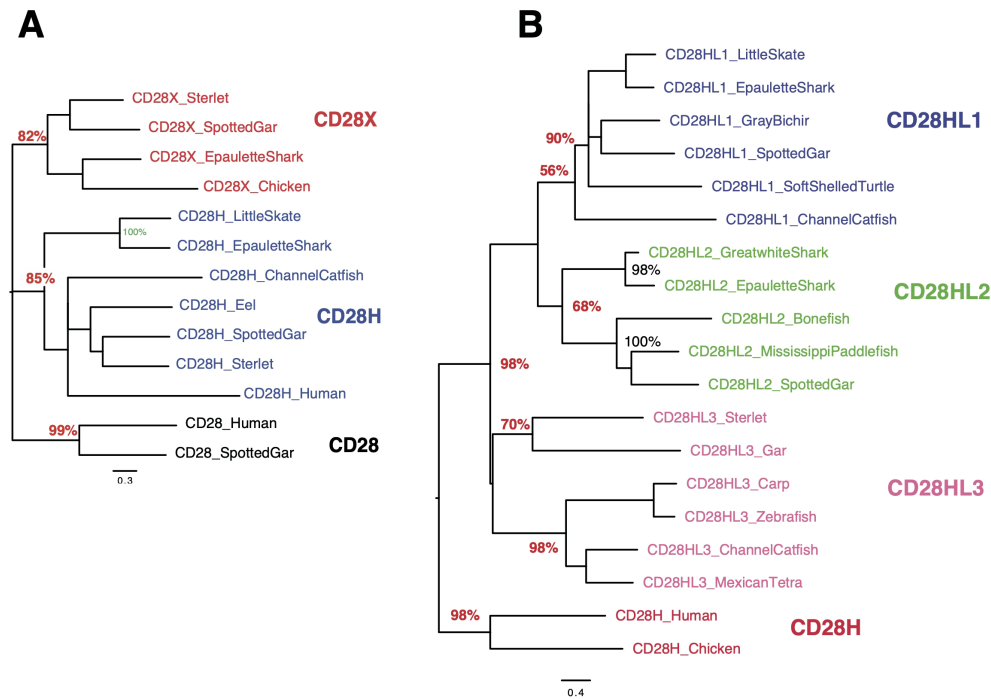 A
CD28X_Sterlet
CD28X_SpottedGar
CD28X
82%
CD28X_EpauletteShark
CD28X_Chicken
CD28H_LittleSkate
100%
CD28H_EpauletteShark
85%
CD28H_ChannelCatfish
CD28H_Eel
CD28H
CD28H_SpottedGar
CD28H_Sterlet
CD28H_Human
CD28_Human
99%
CD28
CD28_SpottedGar
0.3
B
CD28HL1_LittleSkate
CD28HL1_EpauletteShark
CD28HL1_GrayBichir
CD28HL1
90%
CD28HL1_SpottedGar
56%
CD28HL1_SoftShelledTurtle
CD28HL1_ChannelCatfish
CD28HL2_GreatwhiteShark
98%
CD28HL2_EpauletteShark
CD28HL2
68%
CD28HL2_Bonefish
100%
CD28HL2_MississippiPaddlefish
98%
CD28HL2_SpottedGar
CD28HL3_Sterlet
70%
CD28HL3_Gar
CD28HL3_Carp
CD28HL3
CD28HL3_Zebrafish
98%
CD28HL3_ChannelCatfish
CD28HL3_MexicanTetra
98%
CD28H_Human
CD28H
CD28H_Chicken
0.4